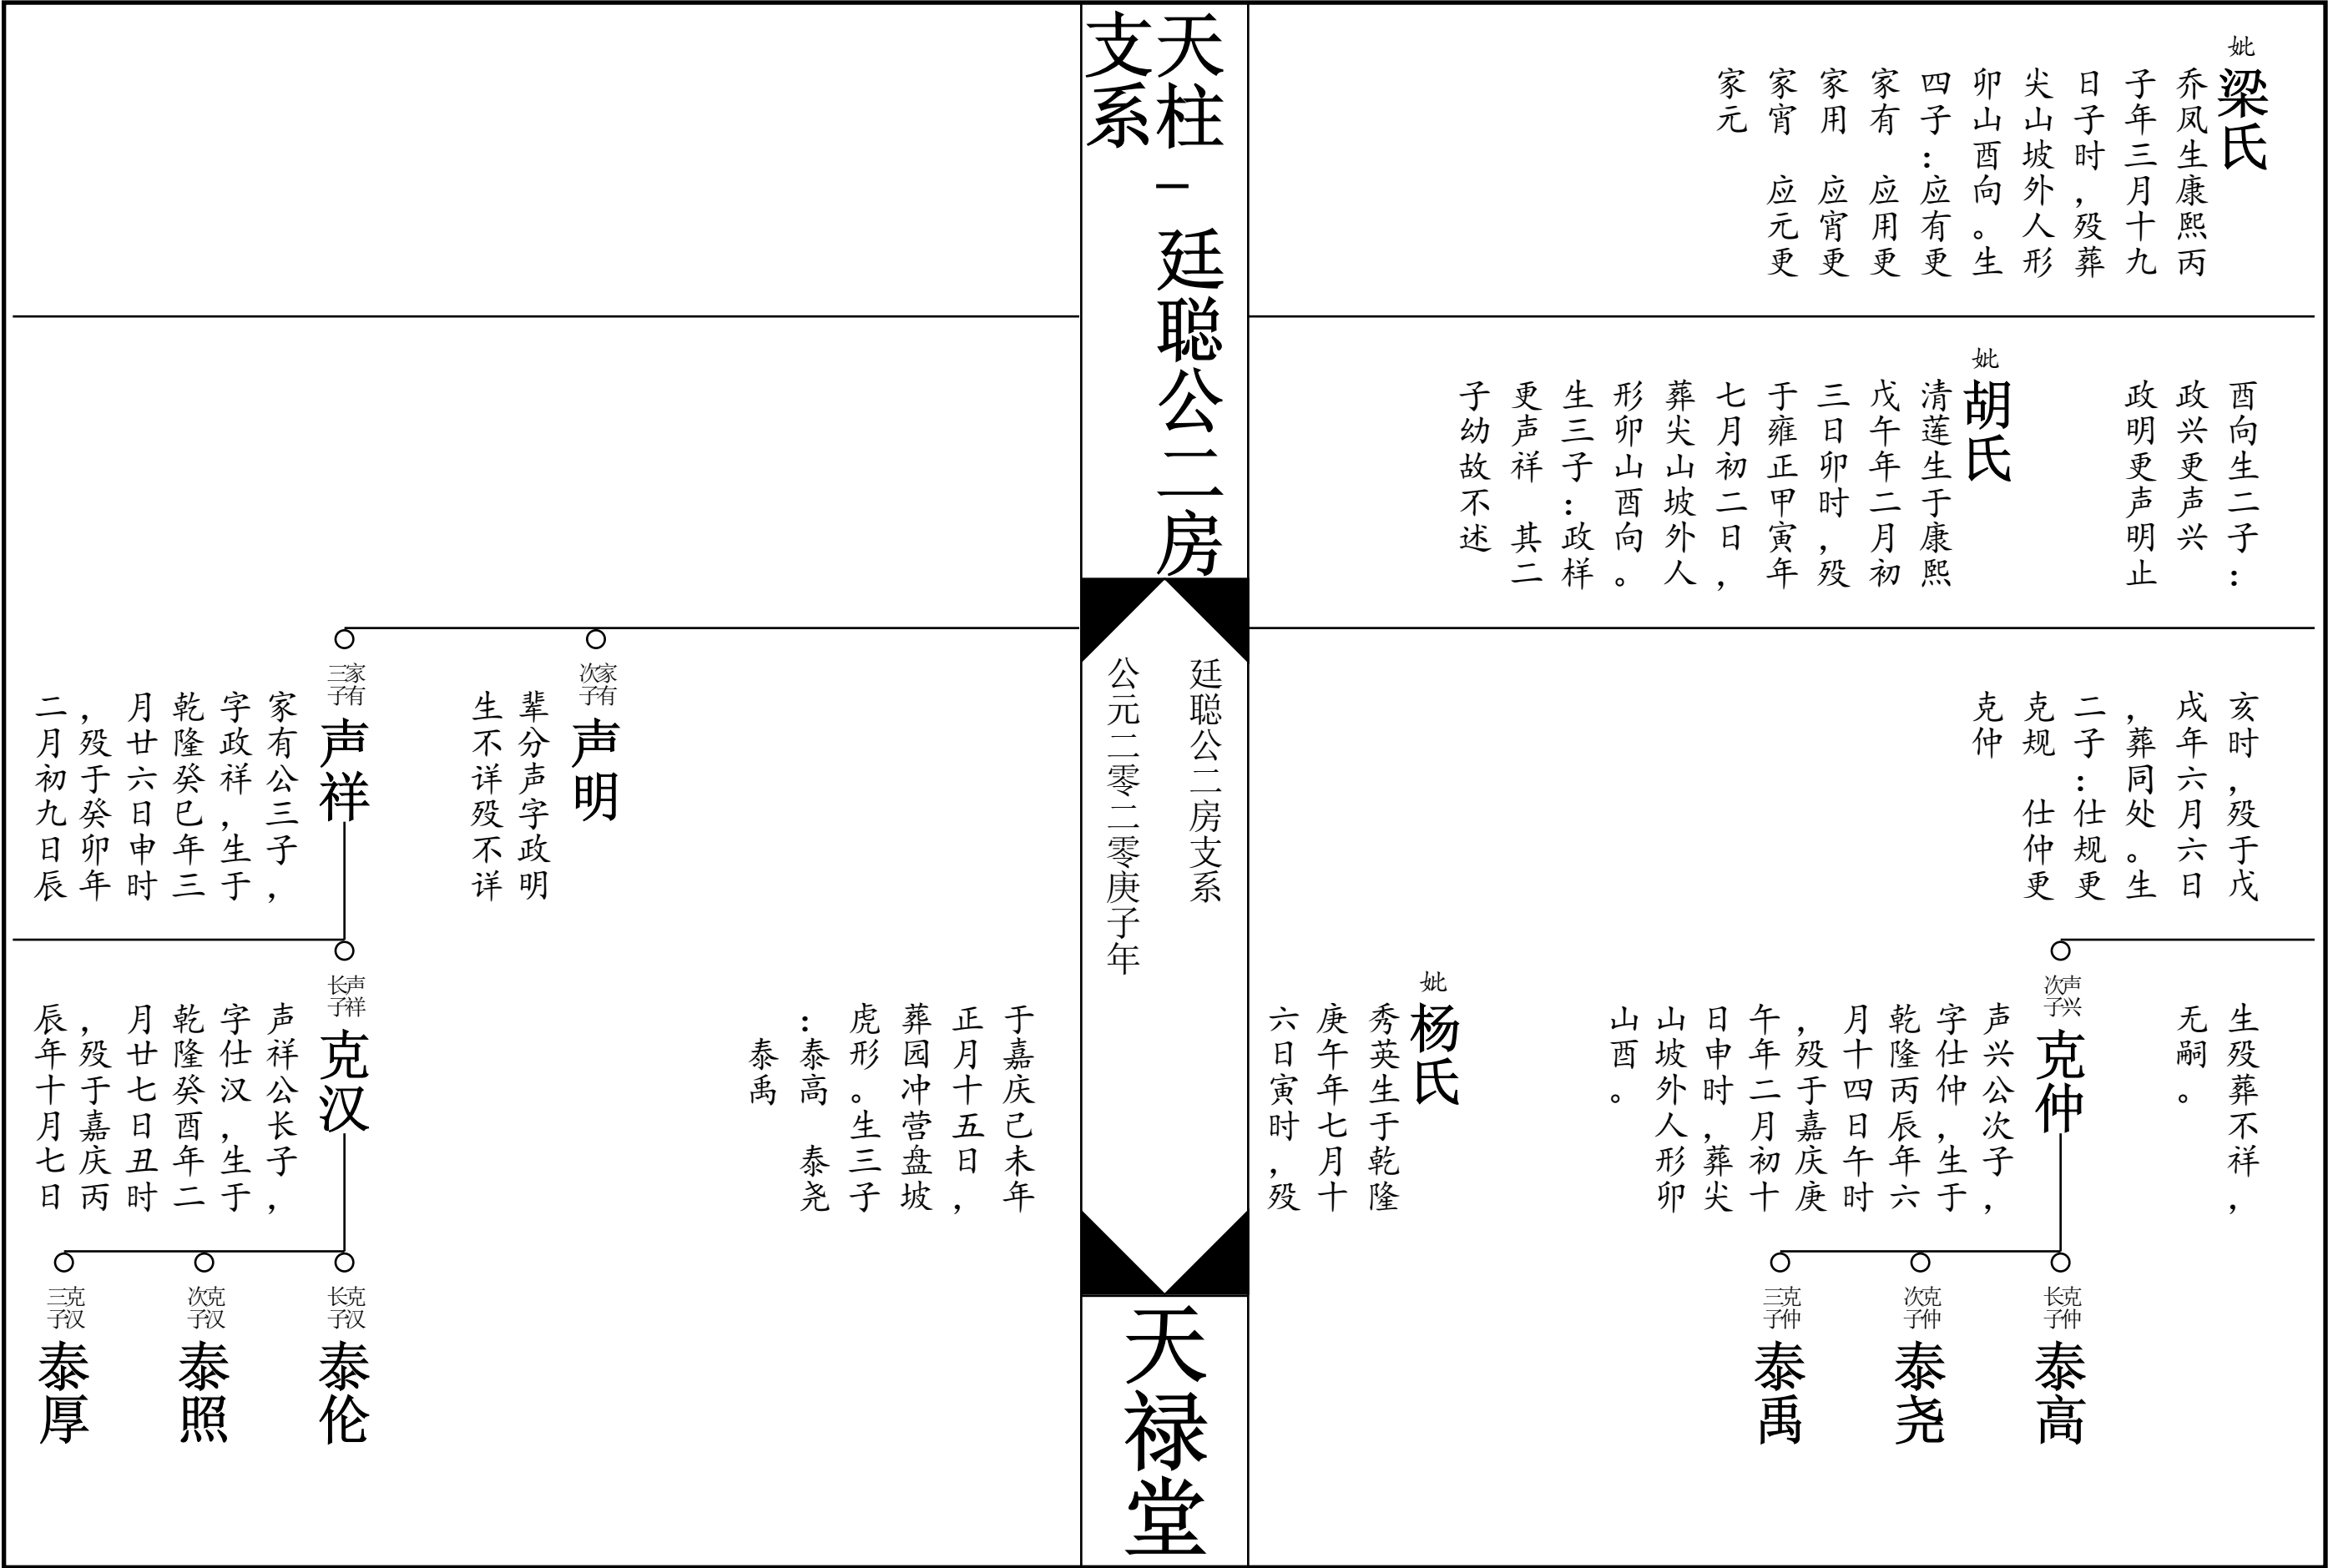 妣
梁氏
乔凤生康熙丙
子年三月十九
日子时，殁葬
尖山坡外人形
卯山酉向。生
四子：应有更
家有　应用更
家用　应宵更
家宵　应元更
家元
酉向生二子：
政兴更声兴
政明更声明止
妣
胡氏
清莲生于康熙
戊午年二月初
三日卯时，殁
于雍正甲寅年
七月初二日，
葬尖山坡外人
形卯山酉向。
生三子：政样
更声祥　其二
子幼故不述
亥时，殁于戊
戌年六月六日
，葬同处。生
二子：仕规更
克规　仕仲更
克仲
生殁葬不祥，
无嗣。
声兴
次子
克仲
声兴公次子，
字仕仲，生于
乾隆丙辰年六
月十四日午时
，殁于嘉庆庚
午年二月初十
日申时，葬尖
山坡外人形卯
山酉。
妣
杨氏
秀英生于乾隆
庚午年七月十
六日寅时，殁
克仲
长子
泰高
克仲
次子
泰尧
克仲
三子
泰禹
天柱－廷聪公二房
支系
廷聪公二房支系
公元二零二零庚子年
天禄堂
家有
次子
声明
辈分声字政明
生不详殁不详
家有
三子
声祥
家有公三子，
字政祥，生于
乾隆癸巳年三
月廿六日申时
，殁于癸卯年
二月初九日辰
于嘉庆己未年
正月十五日，
葬园冲营盘坡
虎形。生三子
：泰高　泰尧
泰禹
声祥
长子
克汉
声祥公长子，
字仕汉，生于
乾隆癸酉年二
月廿七日丑时
，殁于嘉庆丙
辰年十月七日
克汉
长子
泰伦
克汉
次子
泰照
克汉
三子
泰厚